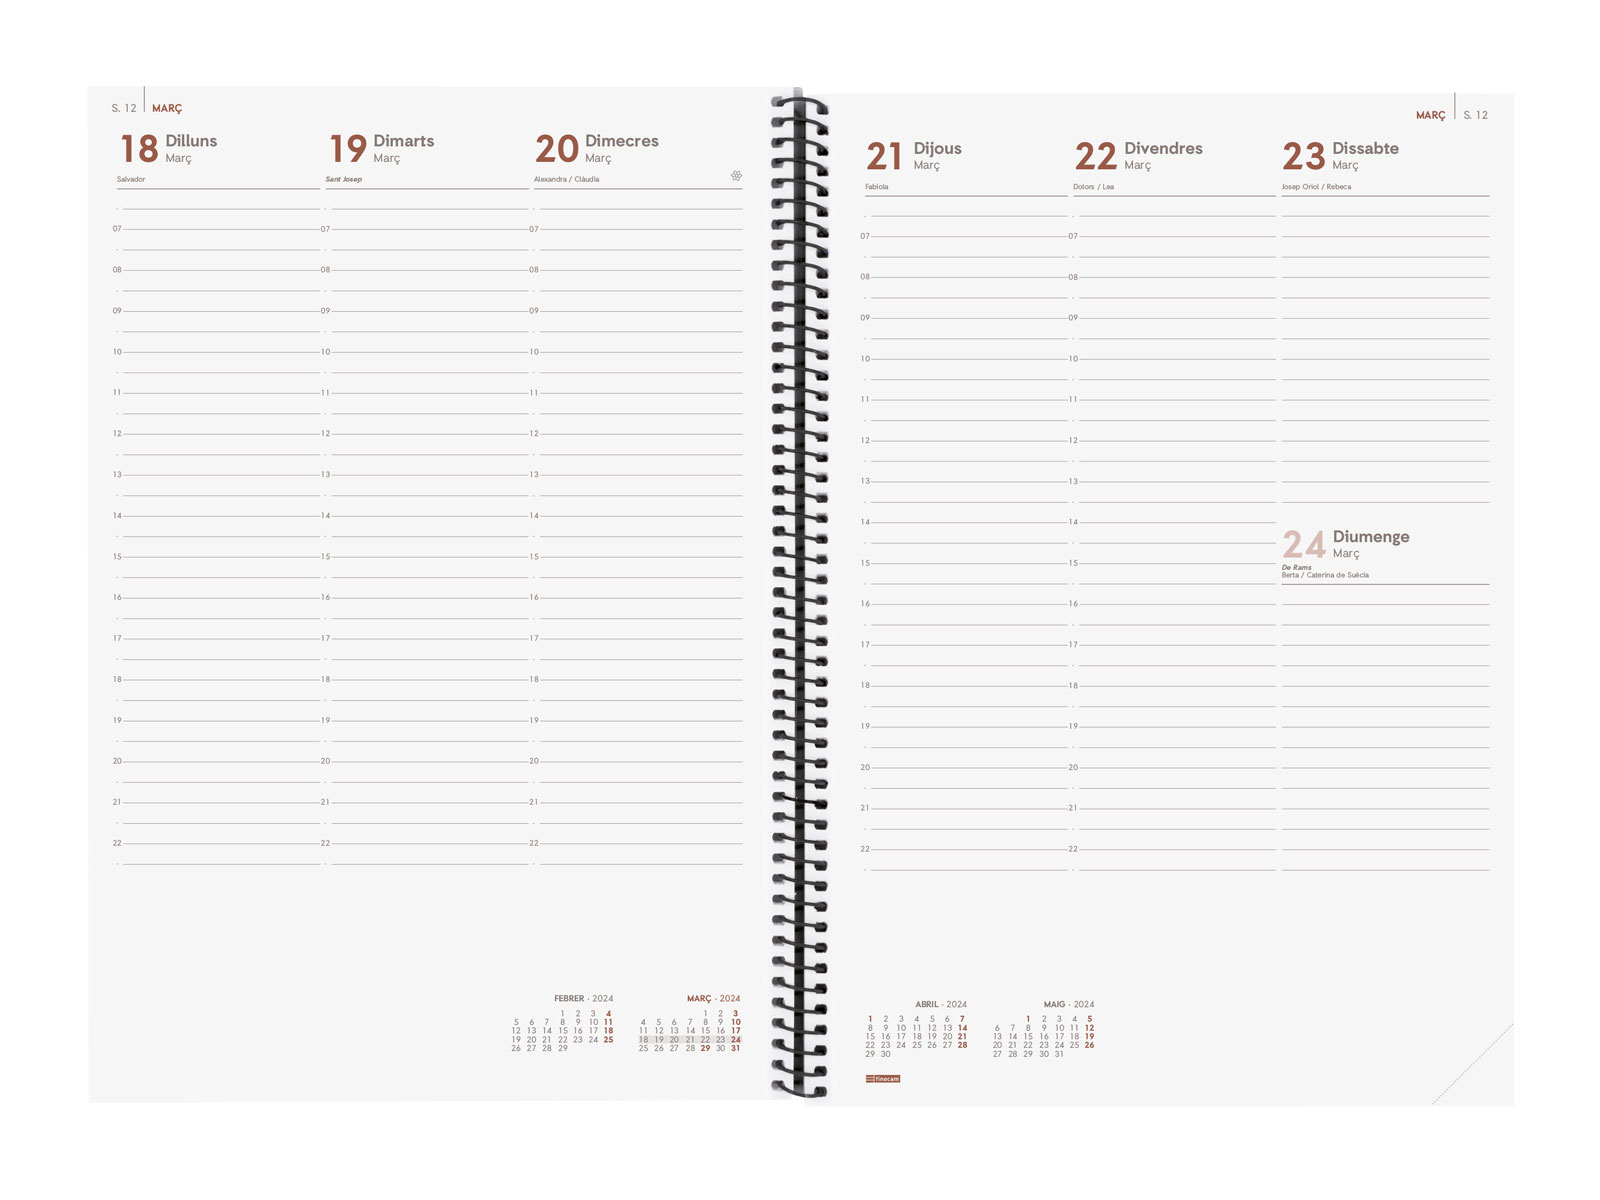 S. 12 MARÇ
18 Dilluns
Març
Salvador
19 Dimarts
Març
Sant Josep
20 Dimecres
Març
Alexandra / Clàudia
07 07 07
08 08 08
09 09 09
10 10 10
11 11 11
12 12 12
13 13 13
14 14 14
15 15 15
16 16 16
17 17 17
18 18 18
19 19 19
20 20 20
21 21 21
22 22 22
FEBRER · 2024
1 2 3 4
5 6 7 8 9 10 11
12 13 14 15 16 17 18
19 20 21 22 23 24 25
26 27 28 29
MARÇ · 2024
1 2 3
4 5 6 7 8 9 10
11 12 13 14 15 16 17
18 19 20 21 22 23 24
25 26 27 28 29 30 31
MARÇ S. 12
21 Dijous
Març
Fabiola
22 Divendres
Març
Dolors / Lea
23 Dissabte
Març
Josep Oriol / Rebeca
07 07
08 08
09 09
10 10
11 11
12 12
13 13
14 14
15 15
16 16
17 17
18 18
19 19
20 20
21 21
22 22
24 Diumenge
Març
De Rams
Berta / Caterina de Suècia
ABRIL · 2024
1 2 3 4 5 6 7
8 9 10 11 12 13 14
15 16 17 18 19 20 21
22 23 24 25 26 27 28
29 30
MAIG · 2024
1 2 3 4 5
6 7 8 9 10 11 12
13 14 15 16 17 18 19
20 21 22 23 24 25 26
27 28 29 30 31
finocam